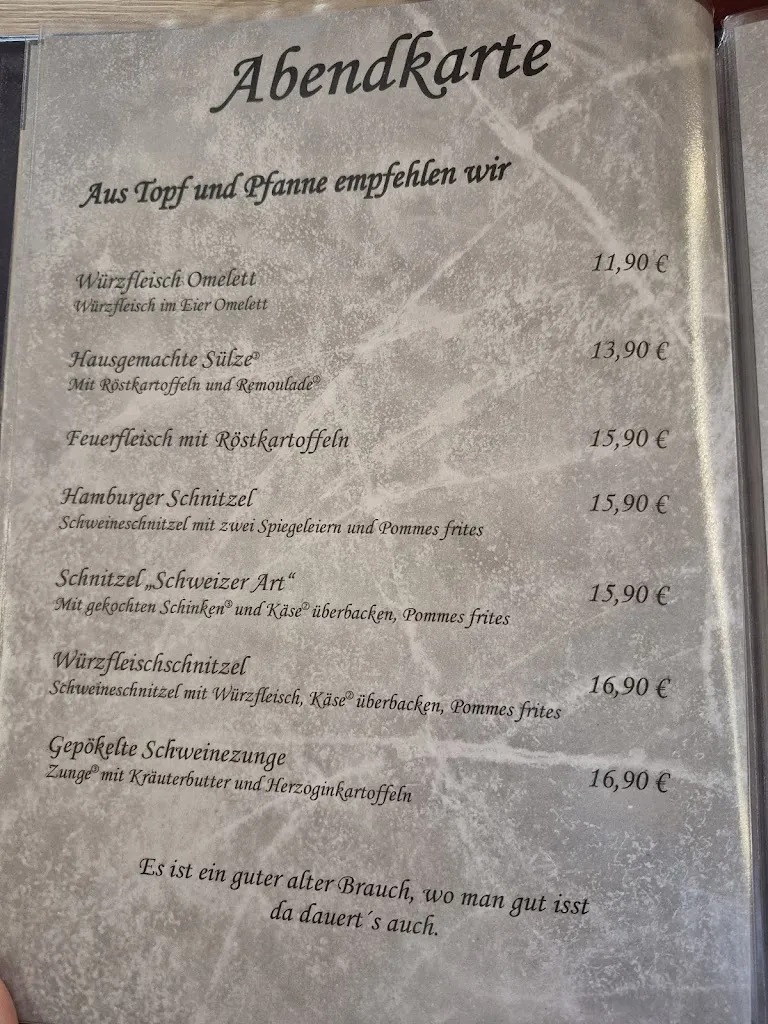 Abendkarte
Aus Topf und Pfanne empfehlen wir
Würzfleisch Omelett 11,90 €
Würzfleisch im Eier Omelett
Hausgemachte Sülze 13,90 €
Mit Röstkartoffeln und Remoulade
Feuerfleisch mit Röstkartoffeln 15,90 €
Hamburger Schnitzel 15,90 €
Schweineschnitzel mit zwei Spiegeleiern und Pommes frites
Schnitzel „Schweizer Art“ 15,90 €
Mit gekochten Schinken und Käse überbacken, Pommes frites
Würzfleischschnitzel 16,90 €
Schweineschnitzel mit Würzfleisch, Käse überbacken, Pommes frites
Gepökelte Schweinezunge 16,90 €
Zunge mit Kräuterbutter und Herzoginkartoffeln
Es ist ein guter alter Brauch, wo man gut isst
da dauert´s auch.